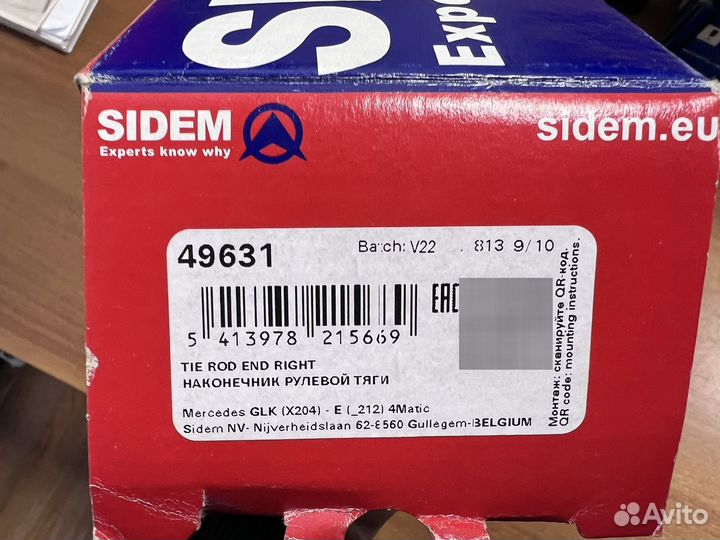 Expe
SIDEM
Experts know why
sidem.eu
49631
Batch: V22 . 813 9/10
EAC
5 413978 215669
TIE ROD END RIGHT
НАКОНЕЧНИК РУЛЕВОЙ ТЯГИ
Mercedes GLK (X204) - E (_212) 4Matic
Sidem NV- Nijverheidslaan 62-8560 Gullegem-BELGIUM
Монтаж: сканируйте QR-код.
QR code: mounting instructions.
Avito